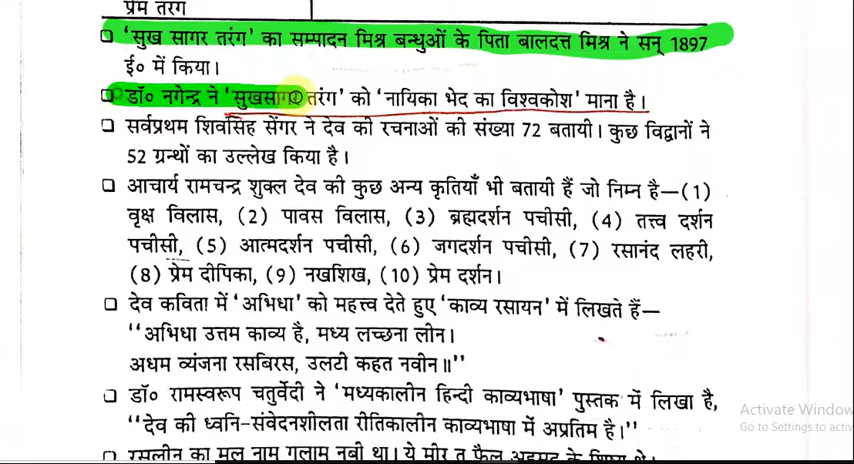 प्रेम तरंग
□ 'सुख सागर तरंग' का सम्पादन मिश्र बन्धुओं के पिता बालदत्त मिश्र ने सन् 1897
ई० में किया।
□ डॉ० नगेन्द्र ने 'सुखसागर तरंग' को 'नायिका भेद का विश्वकोश' माना है।
□ सर्वप्रथम शिवसिंह सेंगर ने देव की रचनाओं की संख्या 72 बतायी। कुछ विद्वानों ने
52 ग्रन्थों का उल्लेख किया है।
□ आचार्य रामचन्द्र शुक्ल देव की कुछ अन्य कृतियाँ भी बतायी हैं जो निम्न है—(1)
वृक्ष विलास, (2) पावस विलास, (3) ब्रह्मदर्शन पचीसी, (4) तत्त्व दर्शन
पचीसी, (5) आत्मदर्शन पचीसी, (6) जगदर्शन पचीसी, (7) रसानंद लहरी,
(8) प्रेम दीपिका, (9) नखशिख, (10) प्रेम दर्शन।
□ देव कविता में 'अभिधा' को महत्त्व देते हुए 'काव्य रसायन' में लिखते हैं—
"अभिधा उत्तम काव्य है, मध्य लच्छना लीन।
अधम व्यंजना रसबिरस, उलटी कहत नवीन॥"
□ डॉ० रामस्वरूप चतुर्वेदी ने 'मध्यकालीन हिन्दी काव्यभाषा' पुस्तक में लिखा है,
"देव की ध्वनि-संवेदनशीलता रीतिकालीन काव्यभाषा में अप्रतिम है।"
□ रसलीन का मूल नाम गुलाम नबी था। ये मीर तुफैल अहमद के शिष्य थे।
Activate Window
Go to Settings to activ